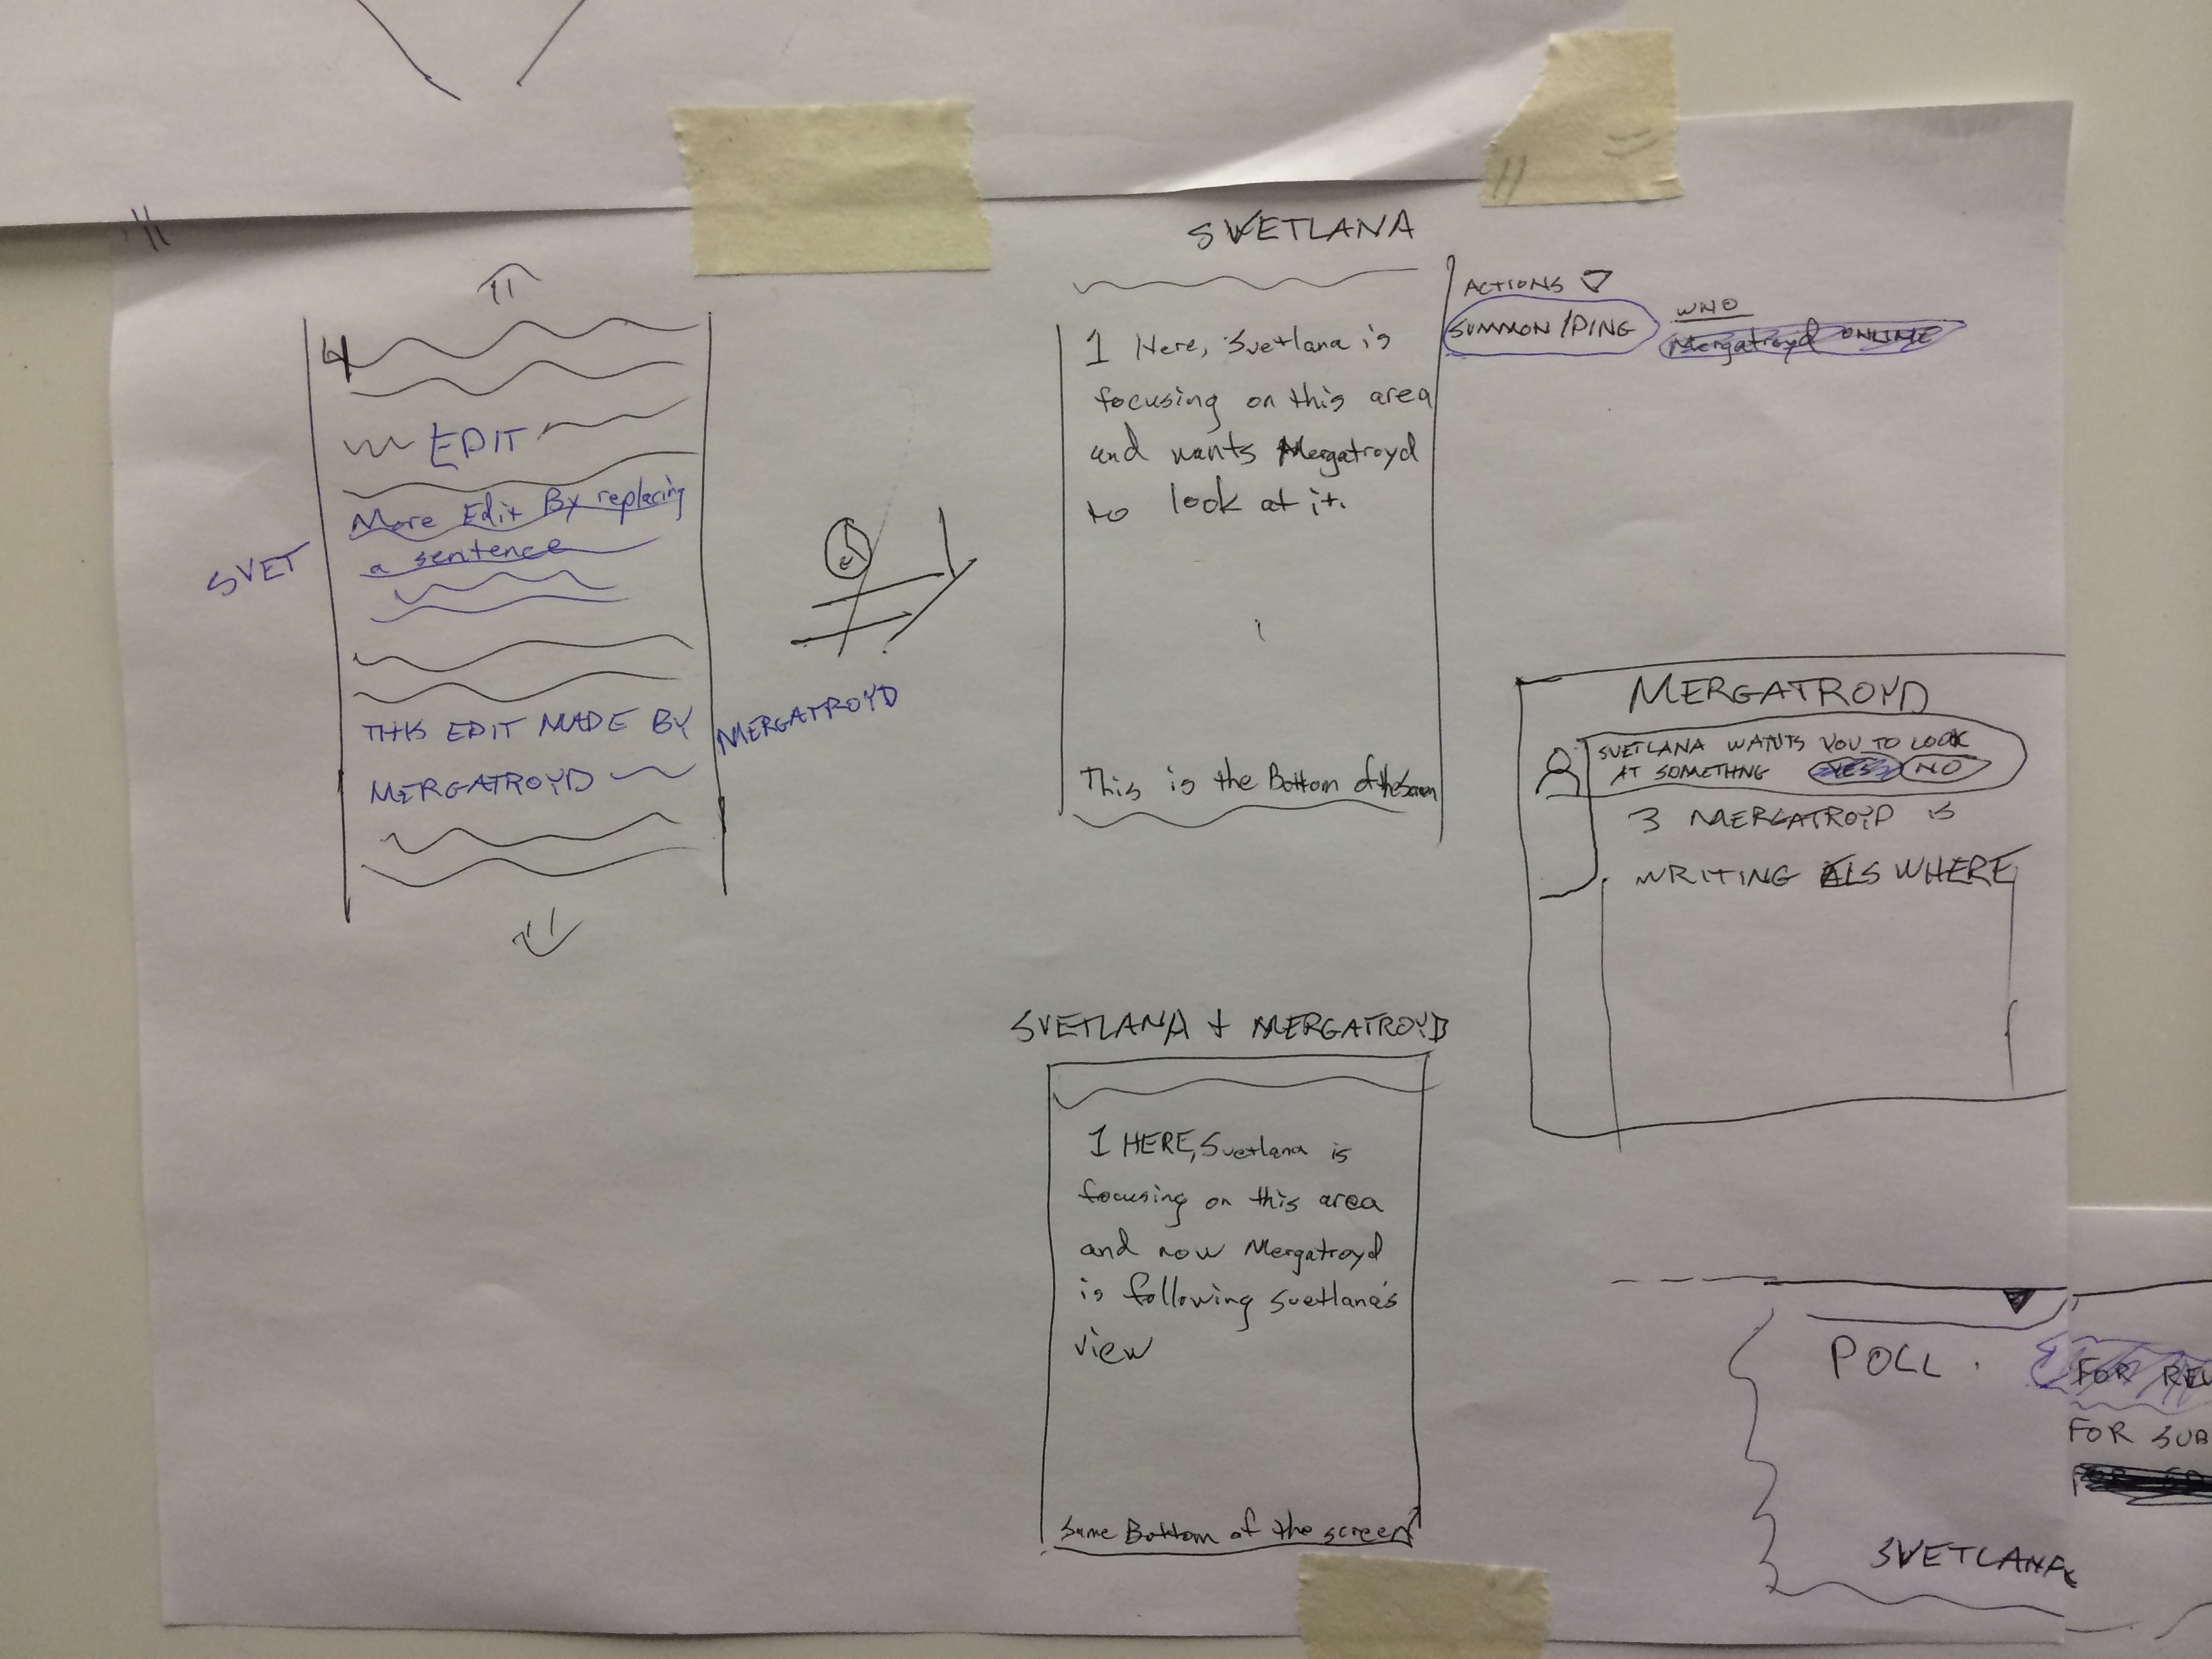 4
EDIT
More Edit By replacing
a sentence
SVET
THIS EDIT MADE BY
MERGATROYD
MERGATROYD
SVETLANA
1 Here, Svetlana is
focusing on this area
and wants Mergatroyd
to look at it.
This is the Bottom of the Screen
ACTIONS
SUMMON/PING
WHO
Mergatroyd ONLINE
MERGATROYD
SVETLANA WANTS YOU TO LOOK
AT SOMETHNG YES NO
3 MERGATROYD IS
WRITING ELSWHERE
SVETLANA + MERGATROYD
1 HERE, Svetlana is
focusing on this area
and now Mergatroyd
is following Svetlana's
view
Same Bottom of the screen
POLL
FOR REV
FOR SUB
SVETLANA